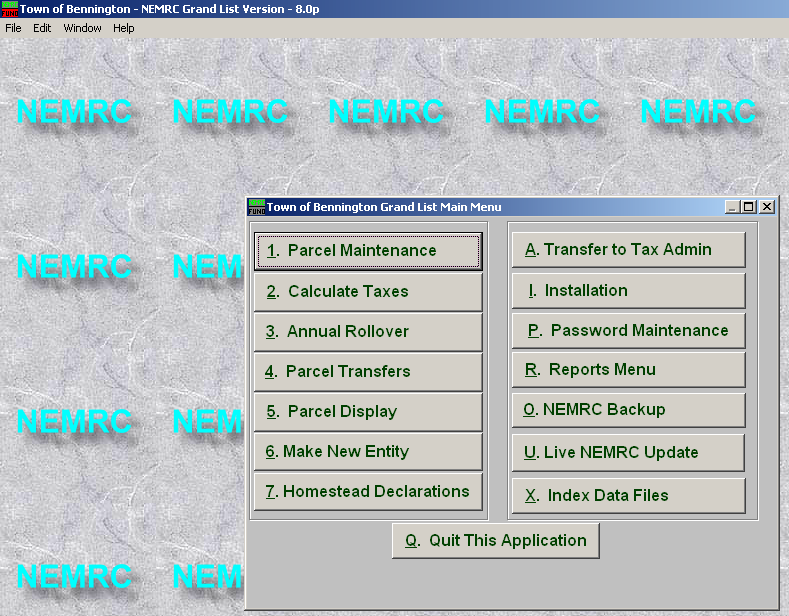 Town of Bennington - NEMRC Grand List Version - 8.0p
File Edit Window Help
NEMRC NEMRC NEMRC NEMRC NEMRC
Town of Bennington Grand List Main Menu
1. Parcel Maintenance
2. Calculate Taxes
3. Annual Rollover
4. Parcel Transfers
5. Parcel Display
6. Make New Entity
7. Homestead Declarations
A. Transfer to Tax Admin
I. Installation
P. Password Maintenance
R. Reports Menu
O. NEMRC Backup
U. Live NEMRC Update
X. Index Data Files
Q. Quit This Application
NEMRC NEM
NEMRC NEM
NEMRC NEM